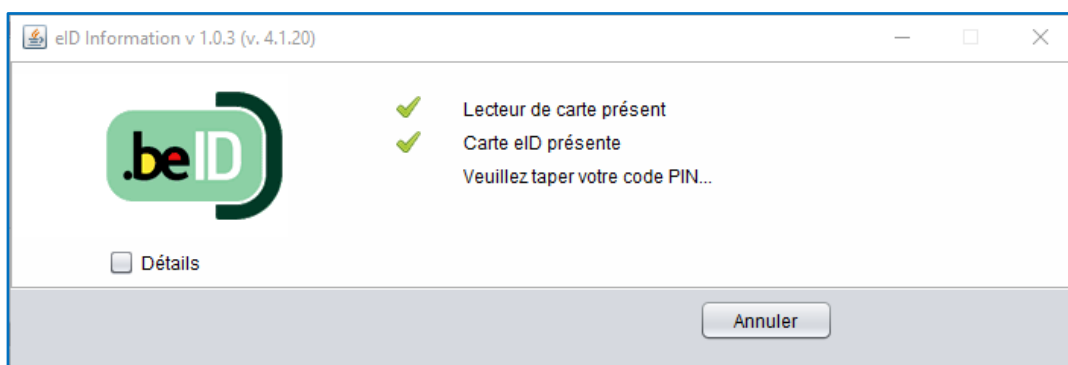 eID Information v 1.0.3 (v. 4.1.20)
.beID
Lecteur de carte présent
Carte eID présente
Veuillez taper votre code PIN...
Détails
Annuler